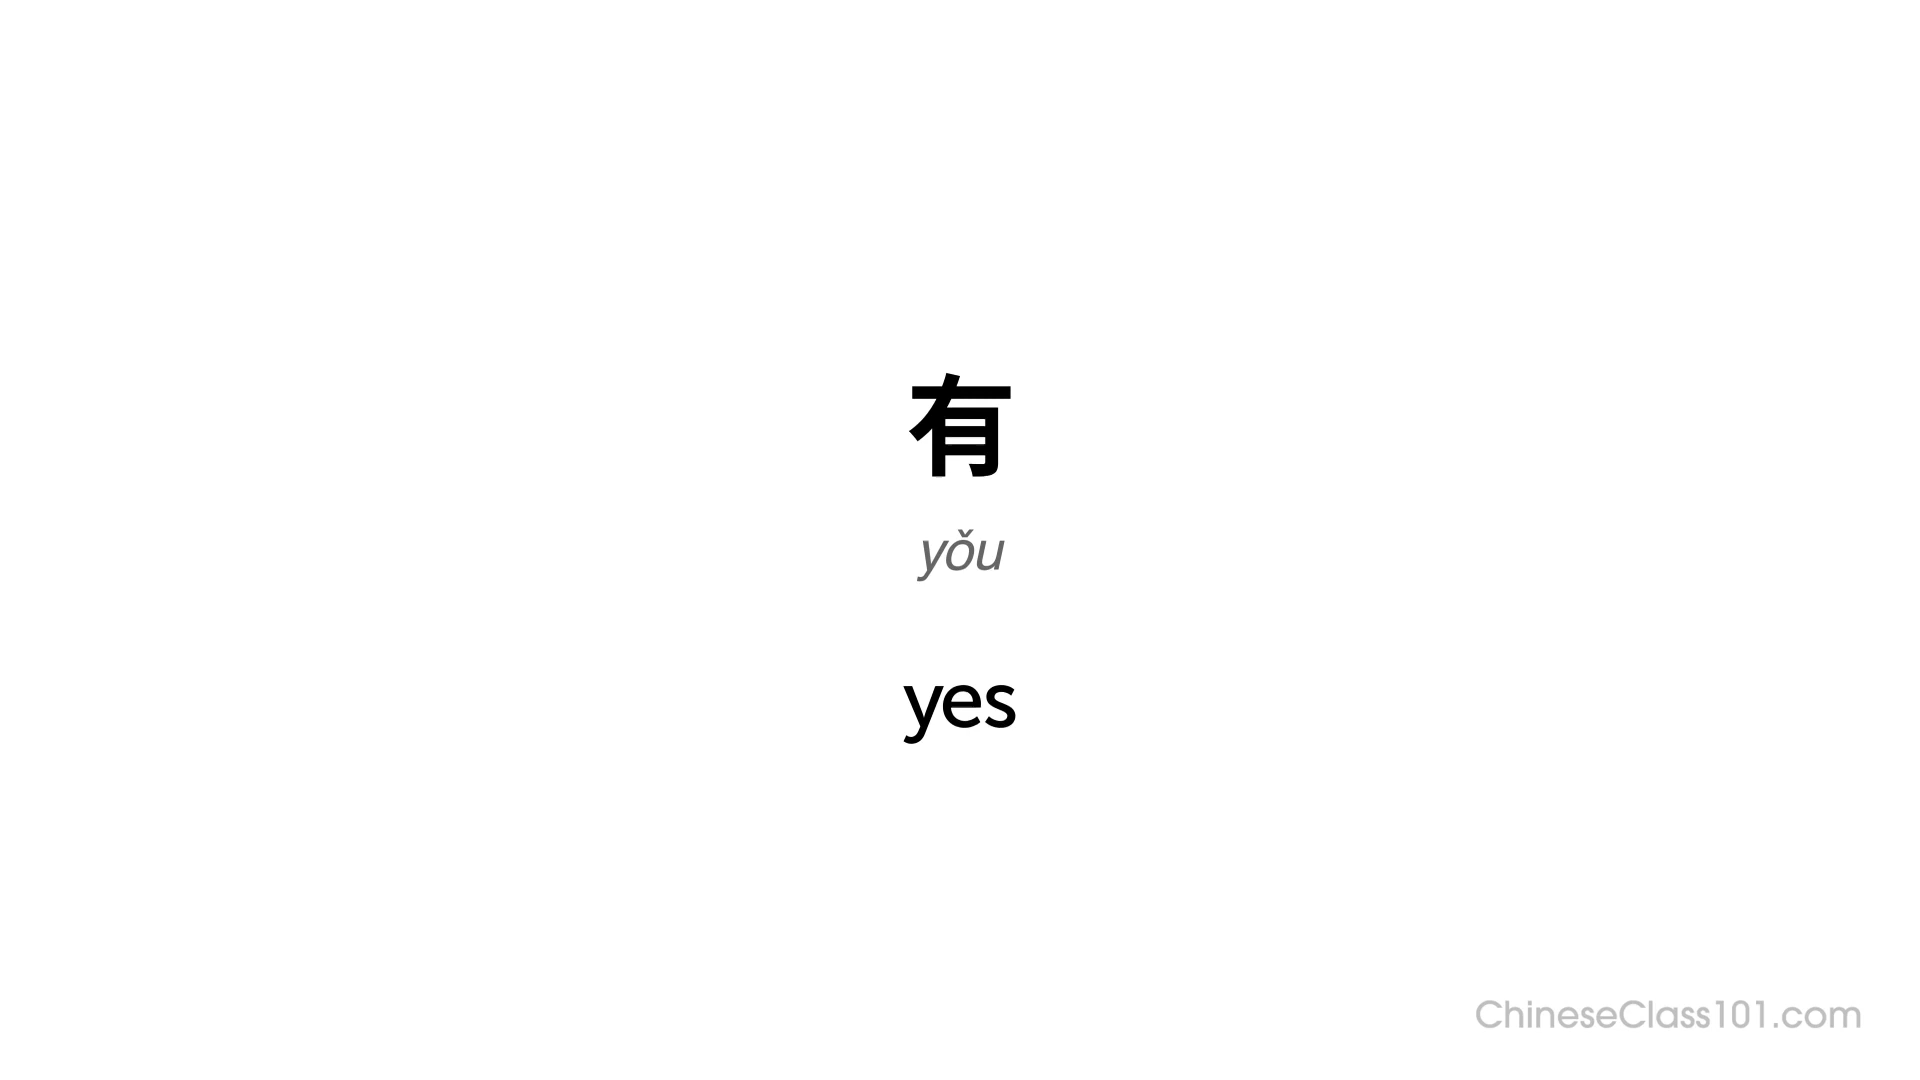 有
yǒu
yes
ChineseClass101.com